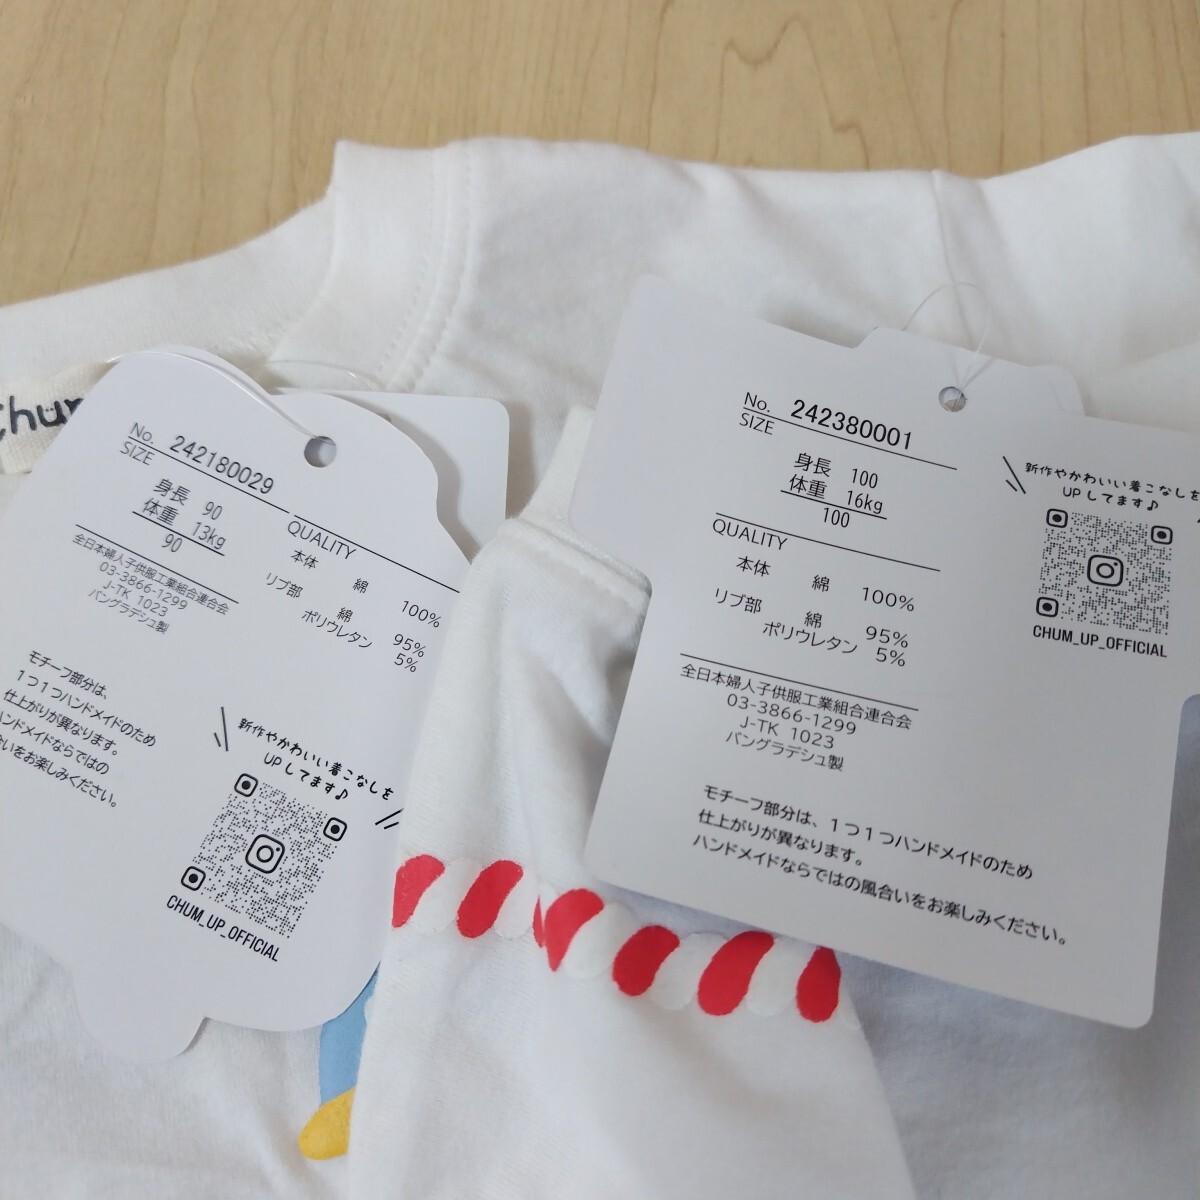 No. 242180029
SIZE
身長 90
体重 13kg
90
QUALITY
本体 綿 100%
リブ部 綿 95%
ポリウレタン 5%
全日本婦人子供服工業組合連合会
03-3866-1299
J-TK 1023
バングラデシュ製
モチーフ部分は、
1つ1つハンドメイドのため
仕上がりが異なります。
ハンドメイドならではの
合いをお楽しみください。
新作やかわいい着こなしを
UPしてます♪
CHUM_UP_OFFICIAL
No. 242380001
SIZE
身長 100
体重 16kg
100
QUALITY
本体 綿 100%
リブ部 綿 95%
ポリウレタン 5%
全日本婦人子供服工業組合連合会
03-3866-1299
J-TK 1023
バングラデシュ製
モチーフ部分は、1つ1つハンドメイドのため
仕上がりが異なります。
ハンドメイドならではの風合いをお楽しみください。
新作やかわいい着こなしを
UPしてます♪
CHUM_UP_OFFICIAL